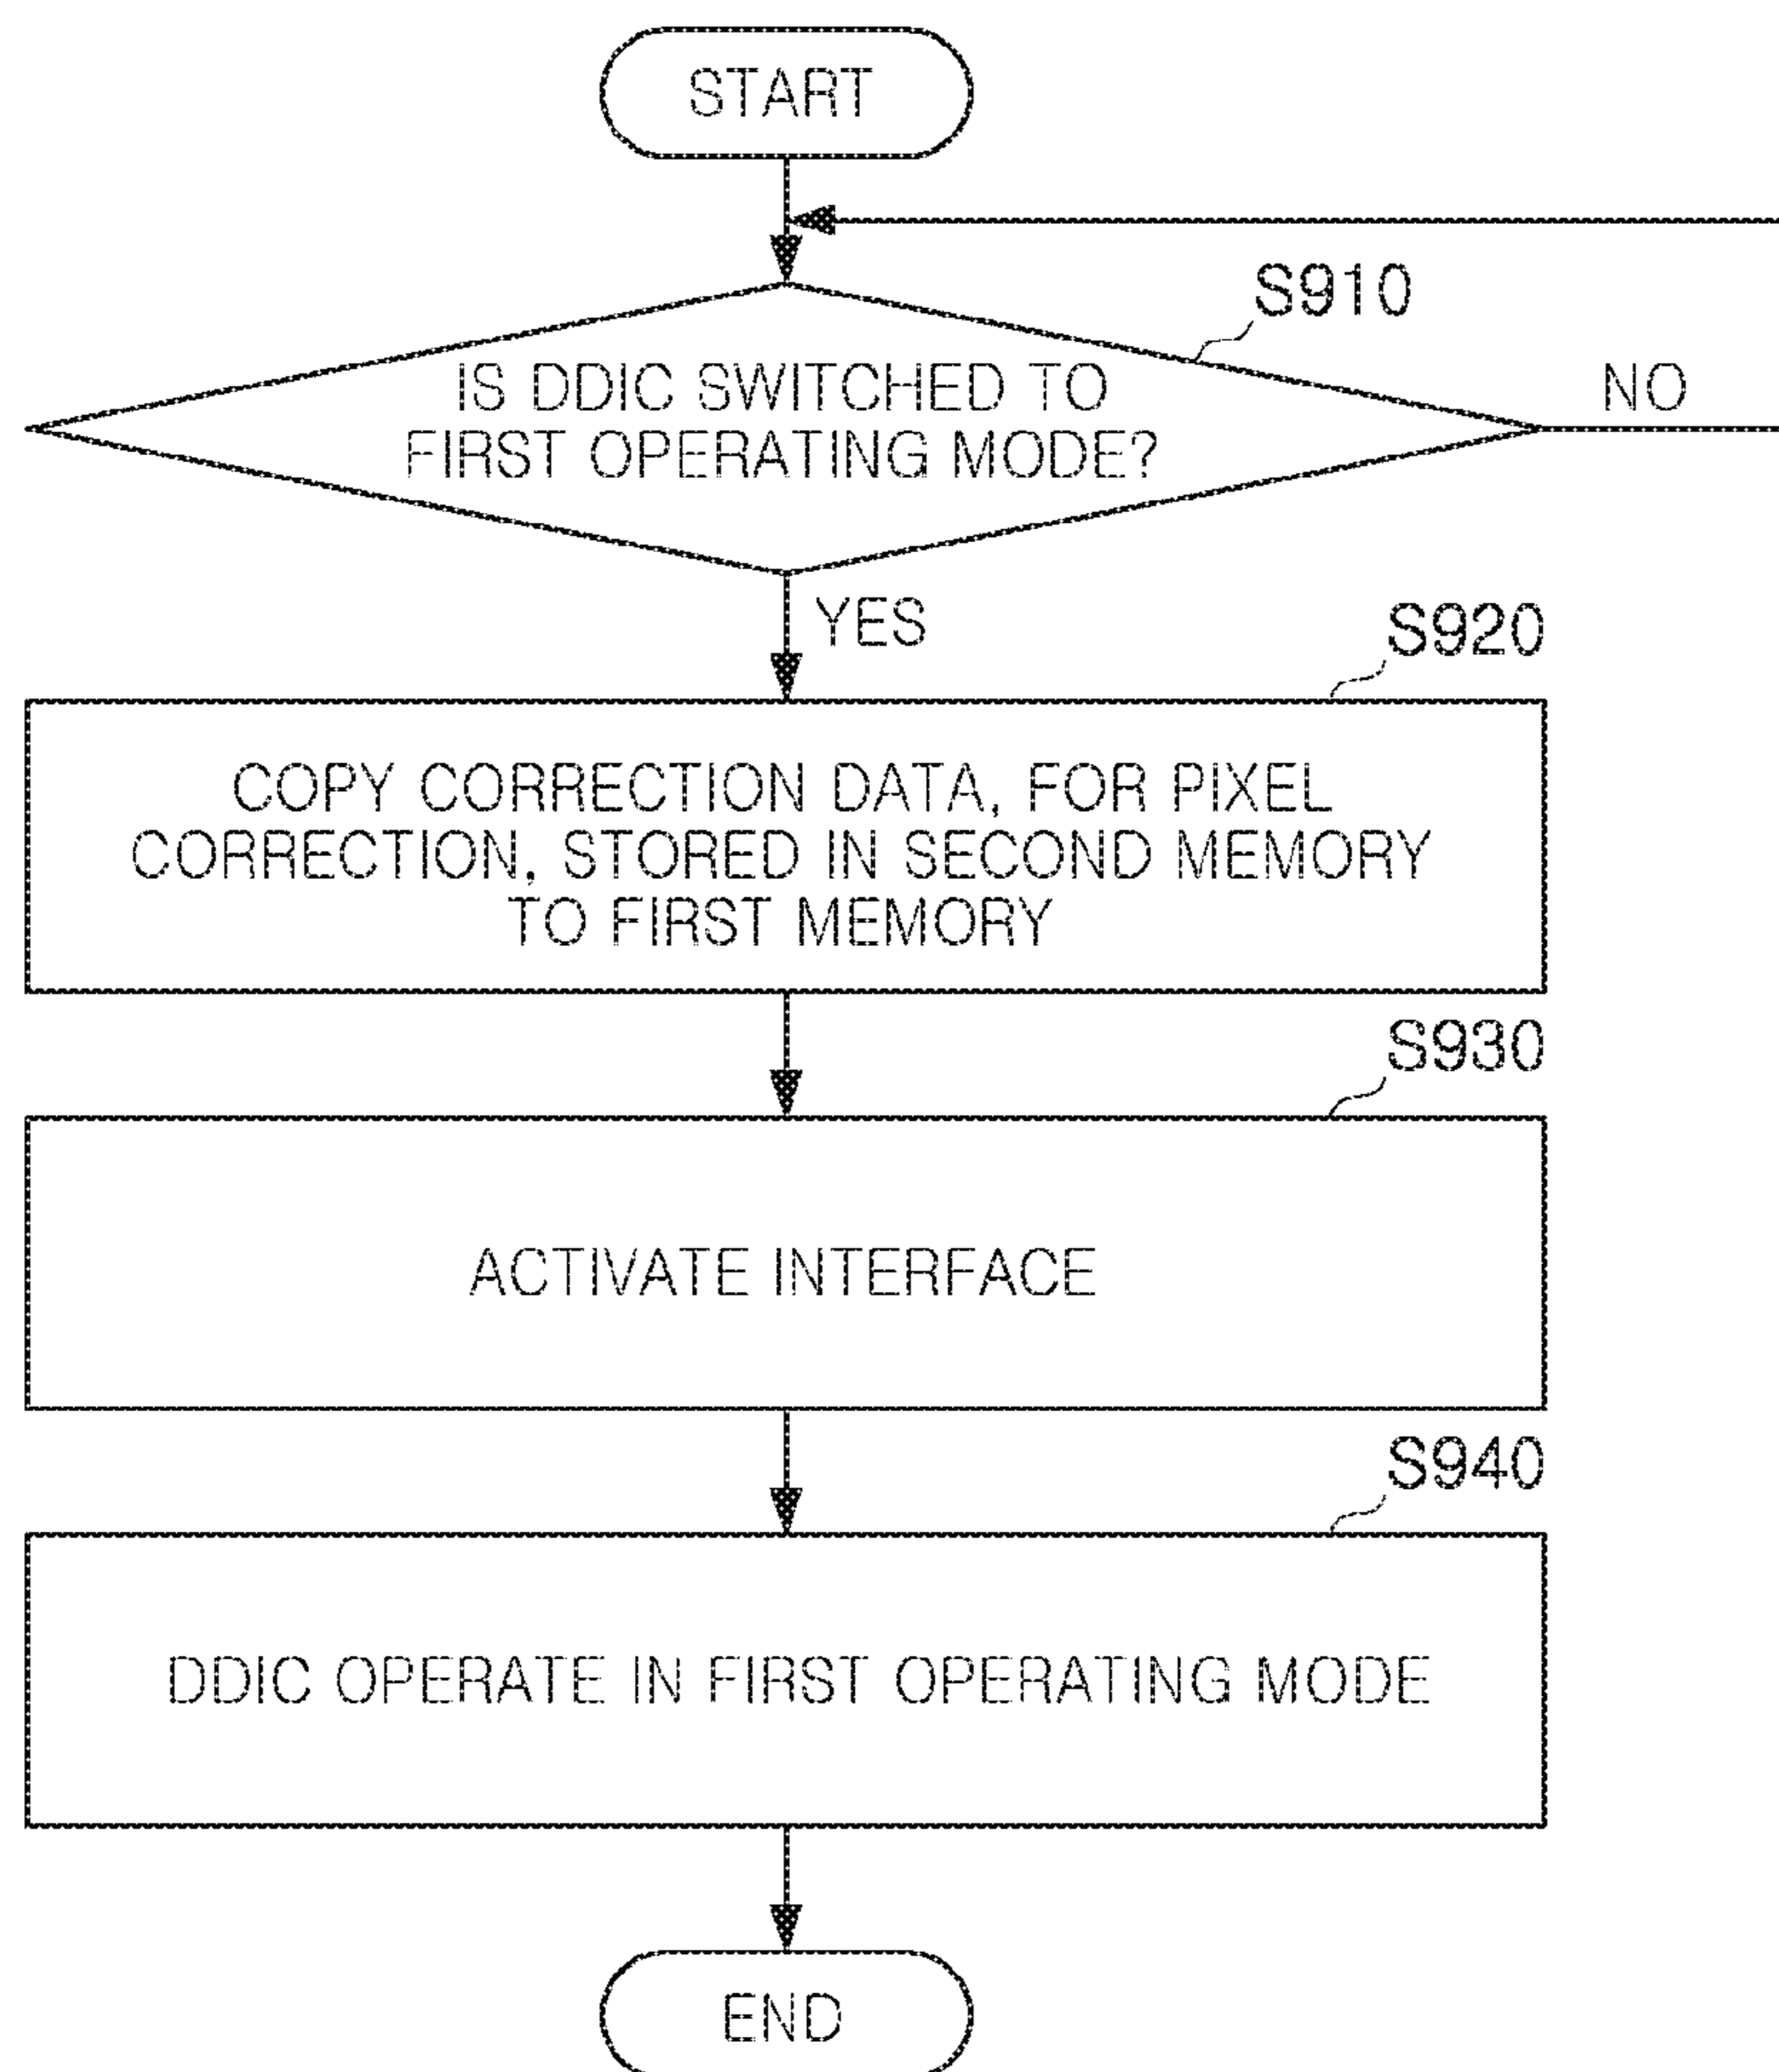 START
S910
IS DDIC SWITCHED TO
FIRST OPERATING MODE?
NO
YES
S920
COPY CORRECTION DATA, FOR PIXEL
CORRECTION, STORED IN SECOND MEMORY
TO FIRST MEMORY
S930
ACTIVATE INTERFACE
S940
DDIC OPERATE IN FIRST OPERATING MODE
END